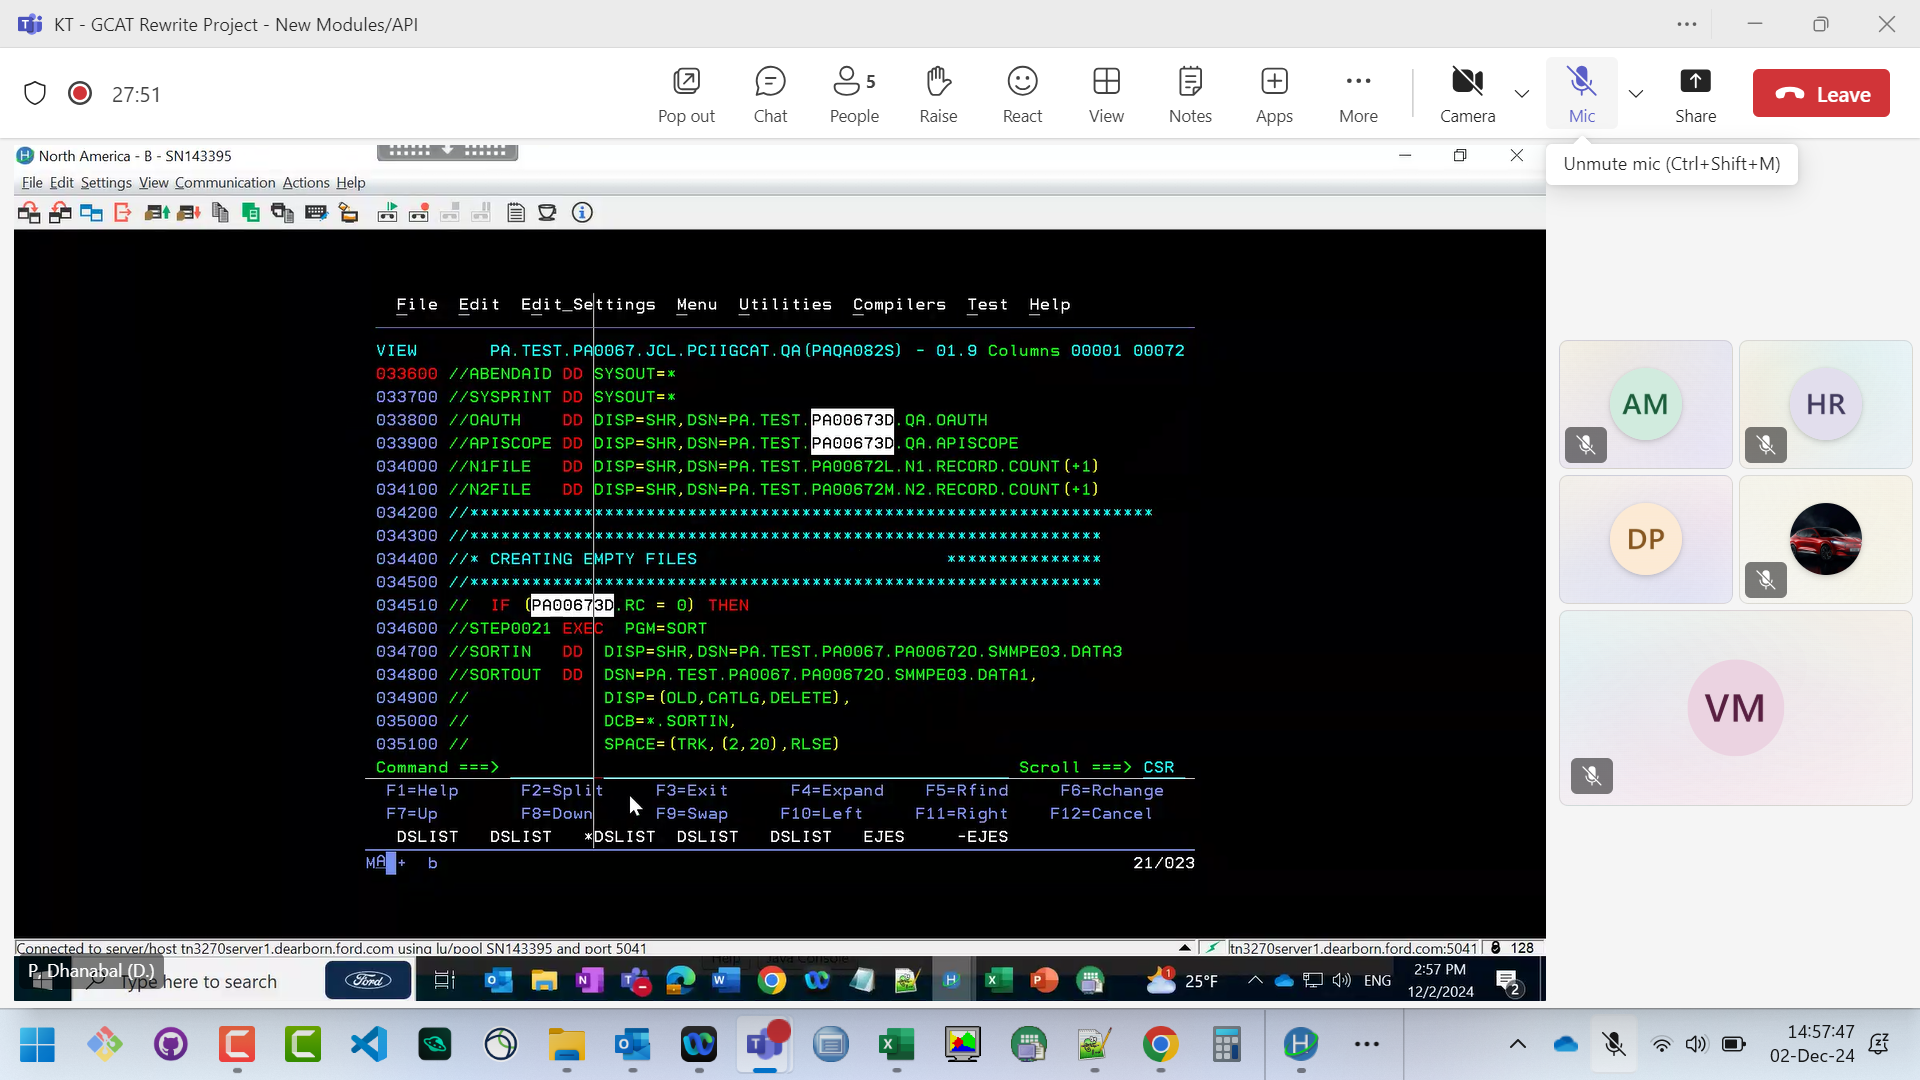 KT - GCAT Rewrite Project - New Modules/API
27:51
Pop out
Chat
5
People
Raise
React
View
Notes
Apps
More
Camera
Mic
Share
Leave
Unmute mic (Ctrl+Shift+M)
North America - B - SN143395
File Edit Settings View Communication Actions Help
File Edit Edit_Settings Menu Utilities Compilers Test Help
VIEW PA.TEST.PA0067.JCL.PCIIGCAT.QA(PAQA082S) - 01.9 Columns 00001 00072
033600 //ABENDAID DD SYSOUT=*
033700 //SYSPRINT DD SYSOUT=*
033800 //OAUTH DD DISP=SHR,DSN=PA.TEST.PA00673D.QA.OAUTH
033900 //APISCOPE DD DISP=SHR,DSN=PA.TEST.PA00673D.QA.APISCOPE
034000 //N1FILE DD DISP=SHR,DSN=PA.TEST.PA00672L.N1.RECORD.COUNT(+1)
034100 //N2FILE DD DISP=SHR,DSN=PA.TEST.PA00672M.N2.RECORD.COUNT(+1)
034200 //******************************************************************
034300 //*************************************************************
034400 //* CREATING EMPTY FILES ***************
034500 //*************************************************************
034510 // IF (PA00673D.RC = 0) THEN
034600 //STEP0021 EXEC PGM=SORT
034700 //SORTIN DD DISP=SHR,DSN=PA.TEST.PA0067.PA00672O.SMMPE03.DATA3
034800 //SORTOUT DD DSN=PA.TEST.PA0067.PA00672O.SMMPE03.DATA1,
034900 // DISP=(OLD,CATLG,DELETE),
035000 // DCB=*.SORTIN,
035100 // SPACE=(TRK,(2,20),RLSE)
Command ===> Scroll ===> CSR
F1=Help F2=Split F3=Exit F4=Expand F5=Rfind F6=Rchange
F7=Up F8=Down F9=Swap F10=Left F11=Right F12=Cancel
DSLIST DSLIST *DSLIST DSLIST DSLIST EJES -EJES
MA + b 21/023
Connected to server/host tn3270server1.dearborn.ford.com using lu/pool SN143395 and port 5041
tn3270server1.dearborn.ford.com:5041 128
P, Dhanabal (D.)
Type here to search
Ford
25°F
ENG
2:57 PM
12/2/2024
2
AM
HR
DP
VM
14:57:47
02-Dec-24